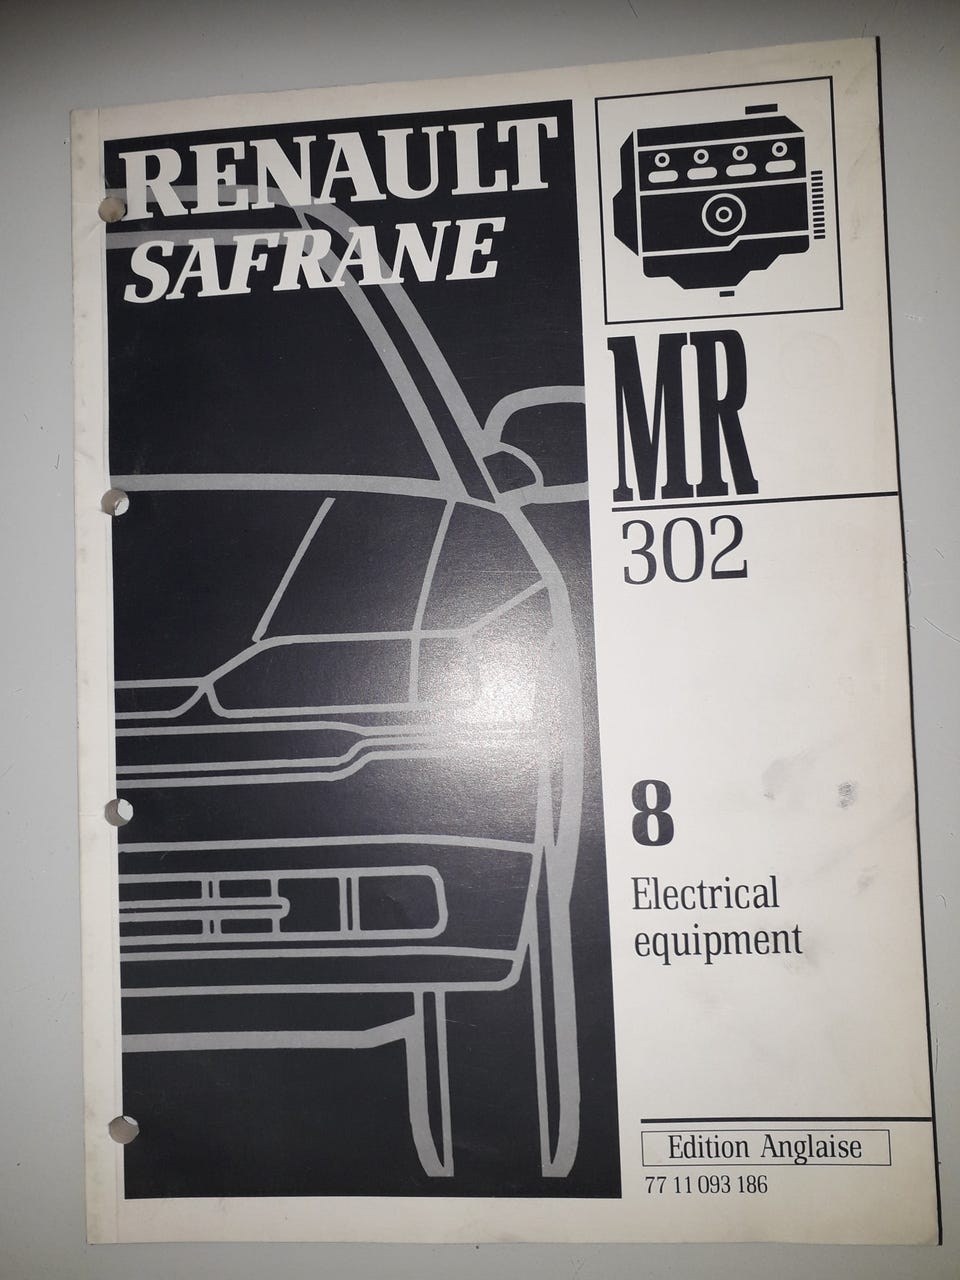 RENAULT
SAFRANE
MR
302
8
Electrical
equipment
Edition Anglaise
77 11 093 186